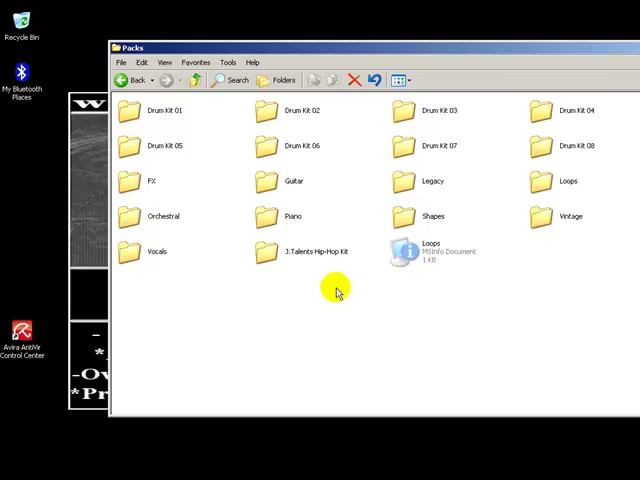 Recycle Bin
My Bluetooth
Places
Packs
File Edit View Favorites Tools Help
Back Search Folders
Drum Kit 01 Drum Kit 02 Drum Kit 03 Drum Kit 04
Drum Kit 05 Drum Kit 06 Drum Kit 07 Drum Kit 08
FX Guitar Legacy Loops
Orchestral Piano Shapes Vintage
Vocals J.Talents Hip-Hop Kit Loops
MSInfo Document
1 KB
Avira AntiVir
Control Center